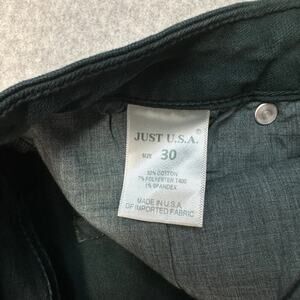 JUST U.S.A.®
SIZE 30
92% COTTON
7% POLYESTER T400
1% SPANDEX
MADE IN U.S.A
OF IMPORTED FABRIC